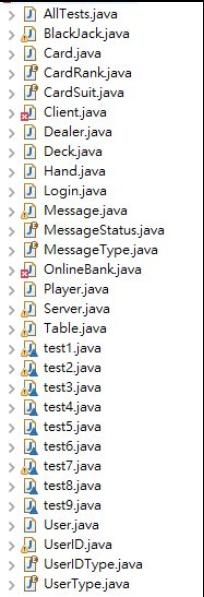 AllTests.java
BlackJack.java
Card.java
CardRank.java
CardSuit.java
Client.java
Dealer.java
Deck.java
Hand.java
Login.java
Message.java
MessageStatus.java
MessageType.java
OnlineBank.java
Player.java
Server.java
Table.java
test1.java
test2.java
test3.java
test4.java
test5.java
test6.java
test7.java
test8.java
test9.java
User.java
UserID.java
UserIDType.java
UserType.java